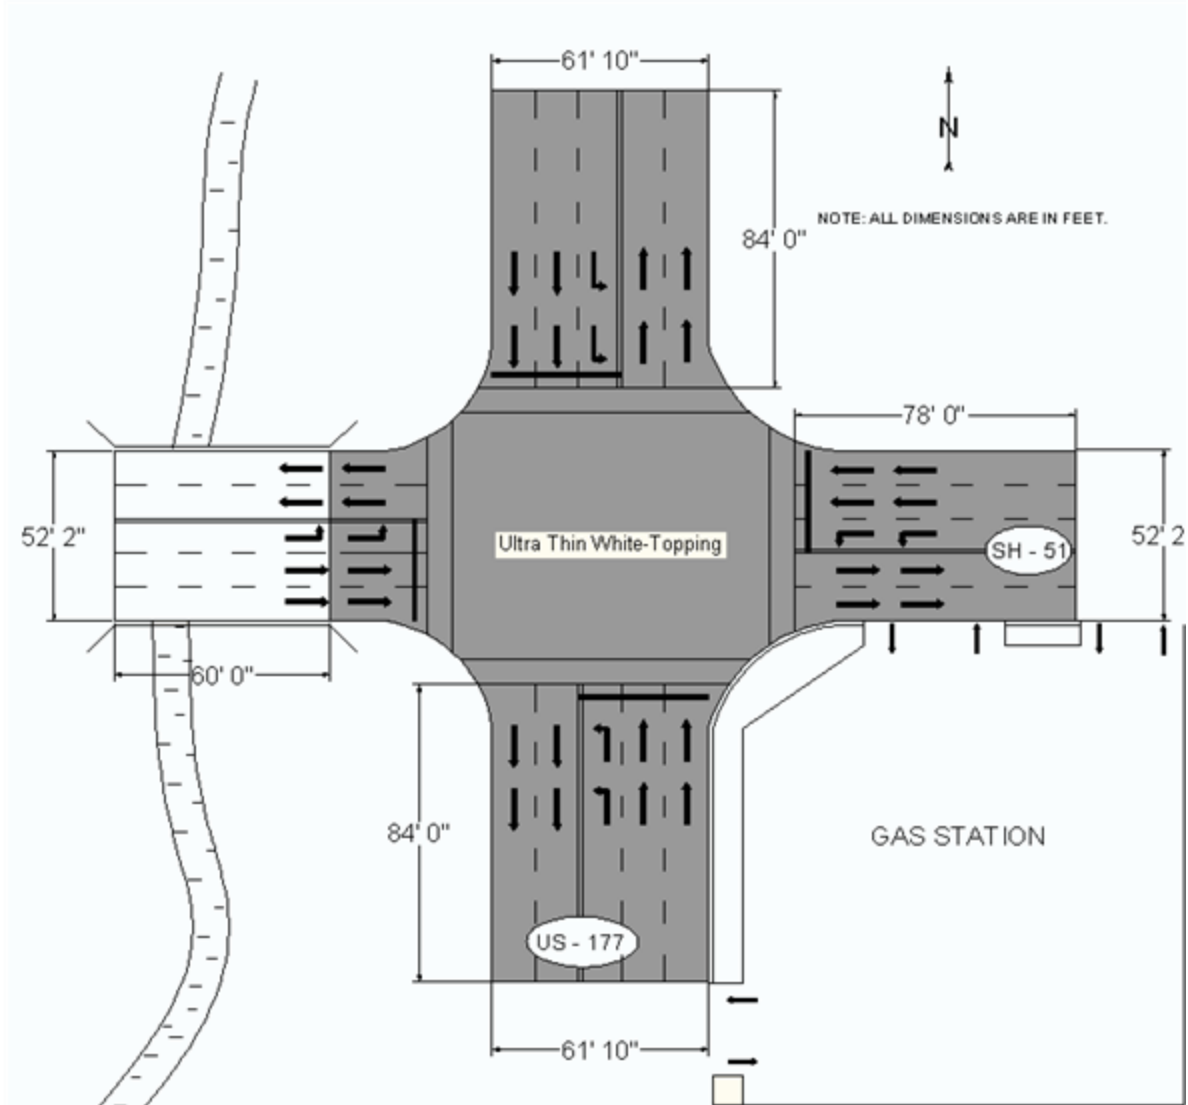 61' 10"
N
NOTE: ALL DIMENSIONS ARE IN FEET.
84' 0"
78' 0"
52' 2"
Ultra Thin White-Topping
SH - 51
52' 2
60' 0"
84' 0"
GAS STATION
US - 177
61' 10"